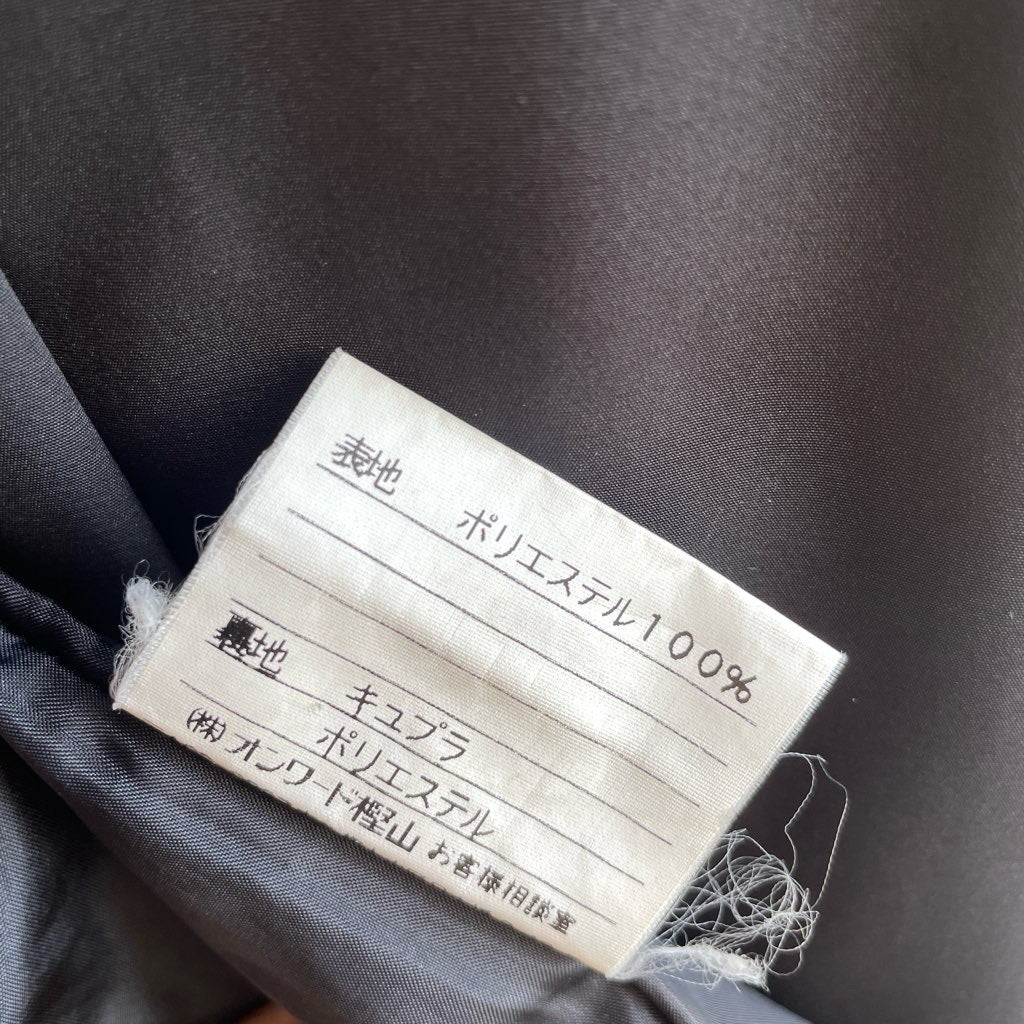 表地
ポリエステル100%
裏地
キュプラ
ポリエステル
(株)オンワード樫山 お客様相談室